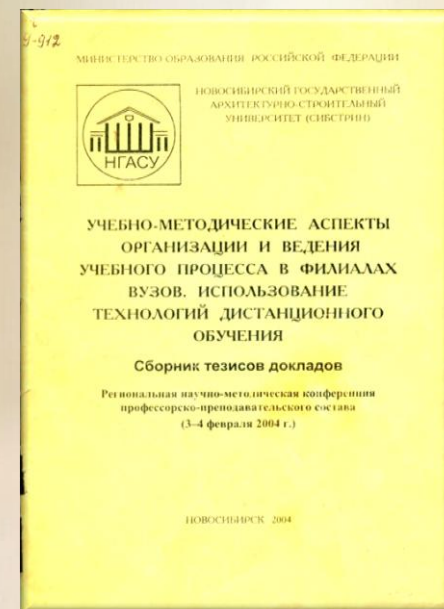 -912
МИНИСТЕРСТВО ОБРАЗОВАНИЯ РОССИЙСКОЙ ФЕДЕРАЦИИ
НОВОСИБИРСКИЙ ГОСУДАРСТВЕННЫЙ
АРХИТЕКТУРНО-СТРОИТЕЛЬНЫЙ
УНИВЕРСИТЕТ (СИБСТРИН)
НГАСУ
УЧЕБНО-МЕТОДИЧЕСКИЕ АСПЕКТЫ
ОРГАНИЗАЦИИ И ВЕДЕНИЯ
УЧЕБНОГО ПРОЦЕССА В ФИЛИАЛАХ
ВУЗОВ. ИСПОЛЬЗОВАНИЕ
ТЕХНОЛОГИЙ ДИСТАНЦИОННОГО
ОБУЧЕНИЯ
Сборник тезисов докладов
Региональная научно-методическая конференция
профессорско-преподавательского состава
(3–4 февраля 2004 г.)
НОВОСИБИРСК 2004